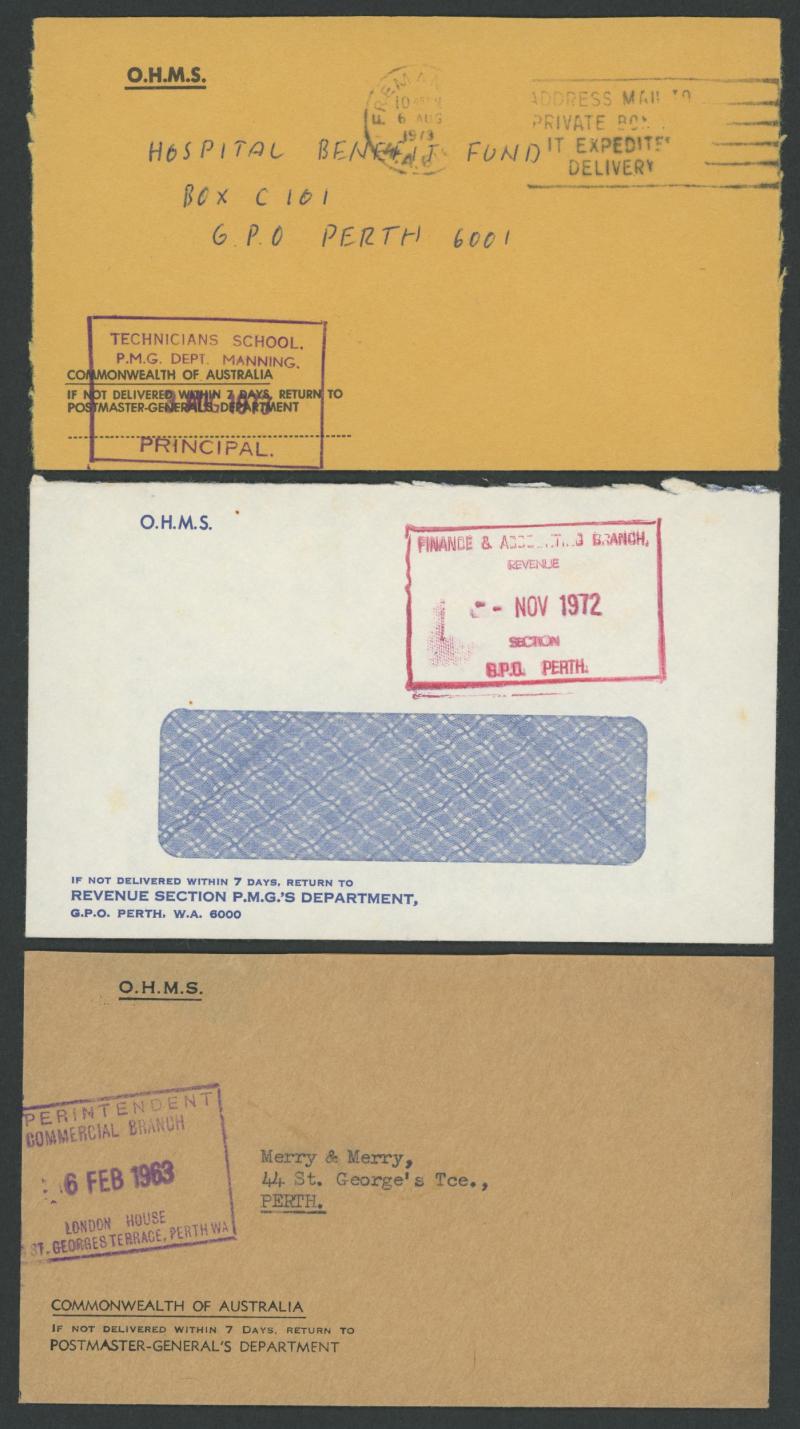 O.H.M.S.
FREMAN
10
6 AUG
1973
ADDRESS MAIL TO
PRIVATE BOX
IT EXPEDITES
DELIVERY
HOSPITAL BENEFIT FUND
BOX C 101
G.P.O PERTH 6001
TECHNICIANS SCHOOL.
P.M.G. DEPT. MANNING.
COMMONWEALTH OF AUSTRALIA
IF NOT DELIVERED WITHIN 7 DAYS, RETURN TO
POSTMASTER-GENERAL'S DEPARTMENT
1973
PRINCIPAL.
O.H.M.S.
FINANCE & BRANCH,
REVENUE
- NOV 1972
SECTION
G.P.O. PERTH.
IF NOT DELIVERED WITHIN 7 DAYS, RETURN TO
REVENUE SECTION P.M.G.'S DEPARTMENT,
G.P.O. PERTH, W.A. 6000
O.H.M.S.
PERINTENDENT
COMMERCIAL BRANCH
6 FEB 1963
LONDON HOUSE
ST. GEORGES TERRACE, PERTH WA
Merry & Merry,
44 St. George's Tce.,
PERTH.
COMMONWEALTH OF AUSTRALIA
IF NOT DELIVERED WITHIN 7 DAYS, RETURN TO
POSTMASTER-GENERAL'S DEPARTMENT